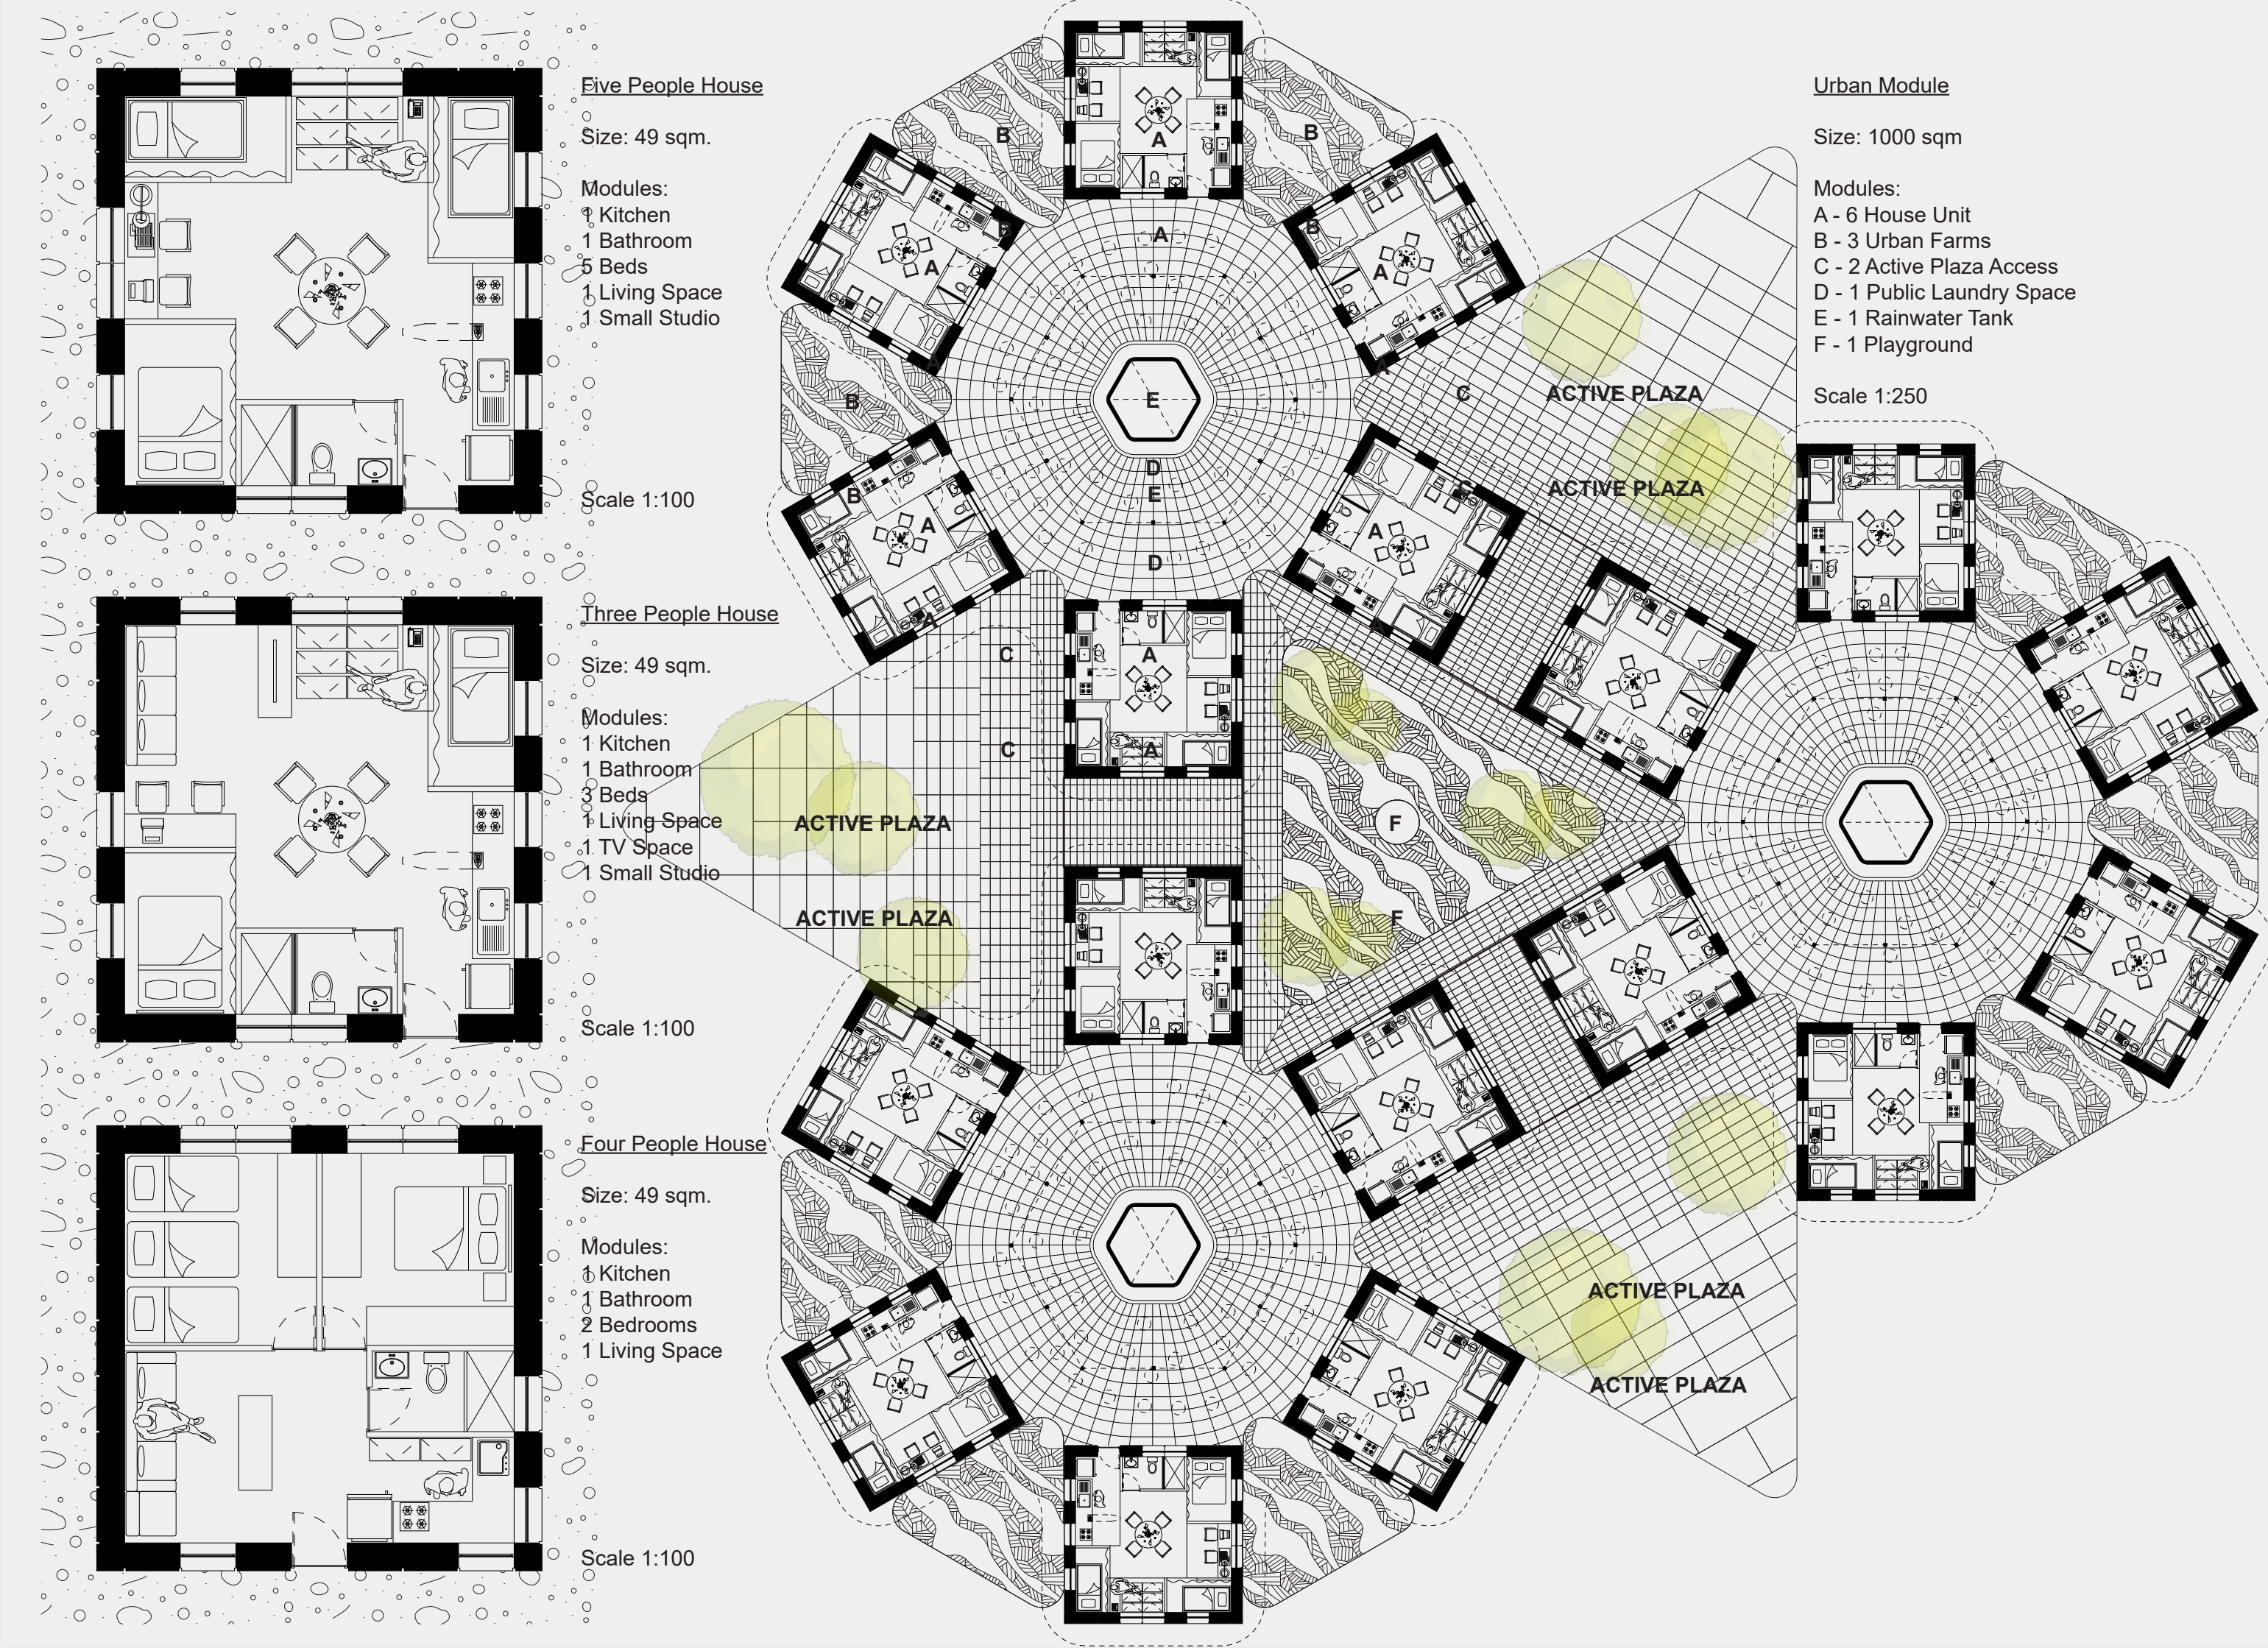 Five People House
Size: 49 sqm.
Modules:
1 Kitchen
1 Bathroom
5 Beds
1 Living Space
1 Small Studio
Scale 1:100
Three People House
Size: 49 sqm.
Modules:
1 Kitchen
1 Bathroom
3 Beds
1 Living Space
1 TV Space
1 Small Studio
Scale 1:100
Four People House
Size: 49 sqm.
Modules:
1 Kitchen
1 Bathroom
2 Bedrooms
1 Living Space
Scale 1:100
B
A
B
B
A
B
A
A
A
A
B
E
C
ACTIVE PLAZA
D
E
C
ACTIVE PLAZA
B
A
A
D
A
A
C
A
C
A
ACTIVE PLAZA
F
ACTIVE PLAZA
F
ACTIVE PLAZA
ACTIVE PLAZA
Urban Module
Size: 1000 sqm
Modules:
A - 6 House Unit
B - 3 Urban Farms
C - 2 Active Plaza Access
D - 1 Public Laundry Space
E - 1 Rainwater Tank
F - 1 Playground
Scale 1:250